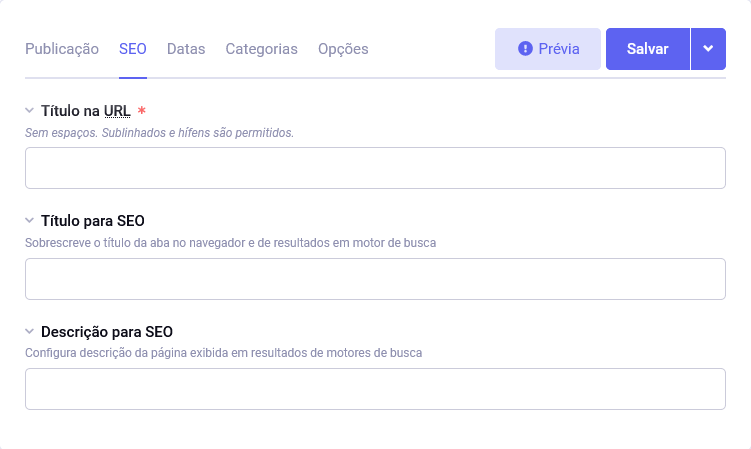 Publicação SEO Datas Categorias Opções Prévia Salvar
Título na URL *
Sem espaços. Sublinhados e hífens são permitidos.
Título para SEO
Sobrescreve o título da aba no navegador e de resultados em motor de busca
Descrição para SEO
Configura descrição da página exibida em resultados de motores de busca